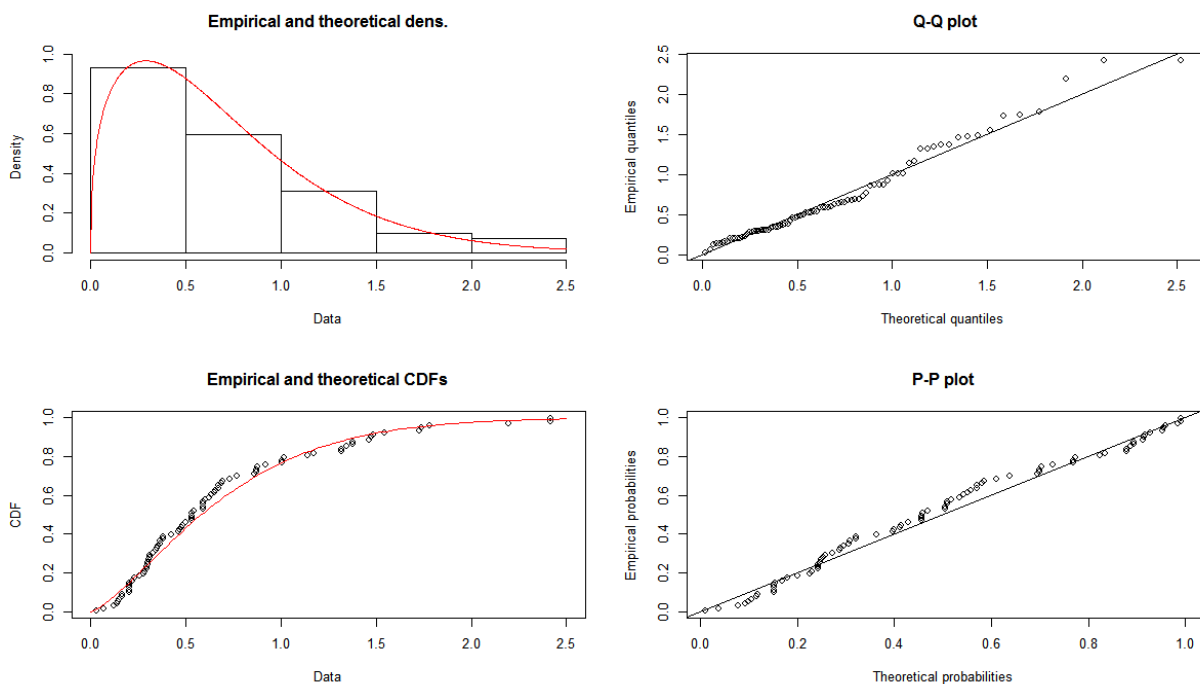 Empirical and theoretical dens.
Density
0.0 0.2 0.4 0.6 0.8 1.0
0.0 0.5 1.0 1.5 2.0 2.5
Data
Q-Q plot
Empirical quantiles
0.0 0.5 1.0 1.5 2.0 2.5
0.0 0.5 1.0 1.5 2.0 2.5
Theoretical quantiles
Empirical and theoretical CDFs
CDF
0.0 0.2 0.4 0.6 0.8 1.0
0.0 0.5 1.0 1.5 2.0 2.5
Data
P-P plot
Empirical probabilities
0.0 0.2 0.4 0.6 0.8 1.0
0.0 0.2 0.4 0.6 0.8 1.0
Theoretical probabilities